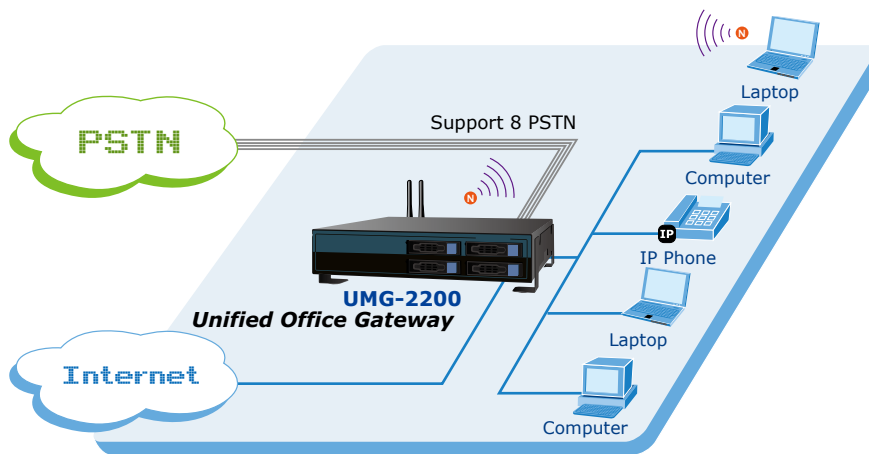 N
Laptop
PSTN
Support 8 PSTN
Computer
N
IP
IP Phone
UMG-2200
Unified Office Gateway
Laptop
Internet
Computer